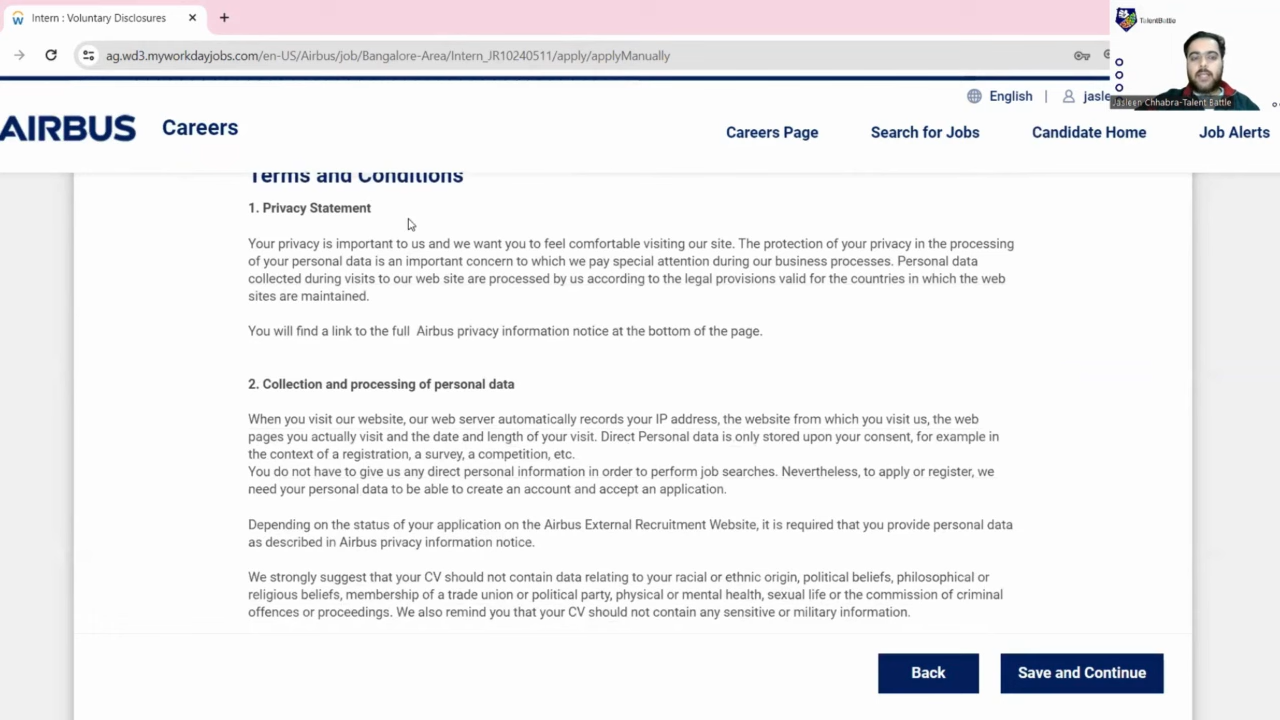 Intern : Voluntary Disclosures
TalentBattle
ag.wd3.myworkdayjobs.com/en-US/Airbus/job/Bangalore-Area/Intern_JR10240511/apply/applyManually
Jasleen Chhabra-Talent Battle
English | jasle
AIRBUS Careers
Careers Page Search for Jobs Candidate Home Job Alerts
Terms and Conditions
1. Privacy Statement
Your privacy is important to us and we want you to feel comfortable visiting our site. The protection of your privacy in the processing
of your personal data is an important concern to which we pay special attention during our business processes. Personal data
collected during visits to our web site are processed by us according to the legal provisions valid for the countries in which the web
sites are maintained.
You will find a link to the full Airbus privacy information notice at the bottom of the page.
2. Collection and processing of personal data
When you visit our website, our web server automatically records your IP address, the website from which you visit us, the web
pages you actually visit and the date and length of your visit. Direct Personal data is only stored upon your consent, for example in
the context of a registration, a survey, a competition, etc.
You do not have to give us any direct personal information in order to perform job searches. Nevertheless, to apply or register, we
need your personal data to be able to create an account and accept an application.
Depending on the status of your application on the Airbus External Recruitment Website, it is required that you provide personal data
as described in Airbus privacy information notice.
We strongly suggest that your CV should not contain data relating to your racial or ethnic origin, political beliefs, philosophical or
religious beliefs, membership of a trade union or political party, physical or mental health, sexual life or the commission of criminal
offences or proceedings. We also remind you that your CV should not contain any sensitive or military information.
Back Save and Continue